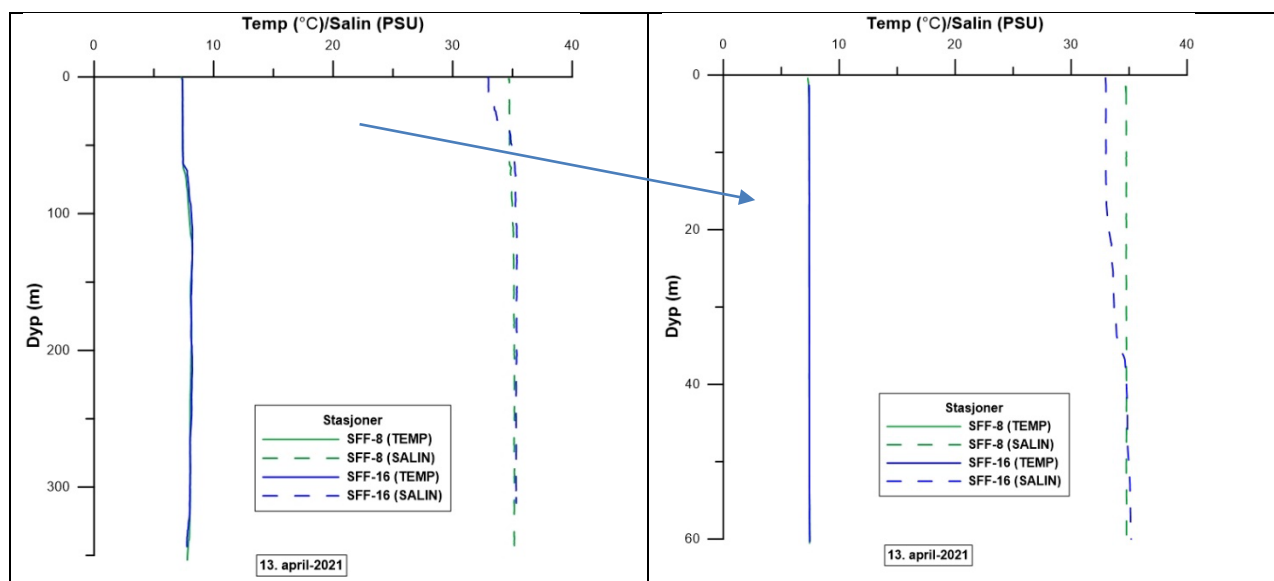 Temp (°C)/Salin (PSU)
0 10 20 30 40
0
100
200
300
Dyp (m)
Stasjoner
SFF-8 (TEMP)
SFF-8 (SALIN)
SFF-16 (TEMP)
SFF-16 (SALIN)
13. april-2021
Temp (°C)/Salin (PSU)
0 10 20 30 40
0
20
40
60
Dyp (m)
Stasjoner
SFF-8 (TEMP)
SFF-8 (SALIN)
SFF-16 (TEMP)
SFF-16 (SALIN)
13. april-2021